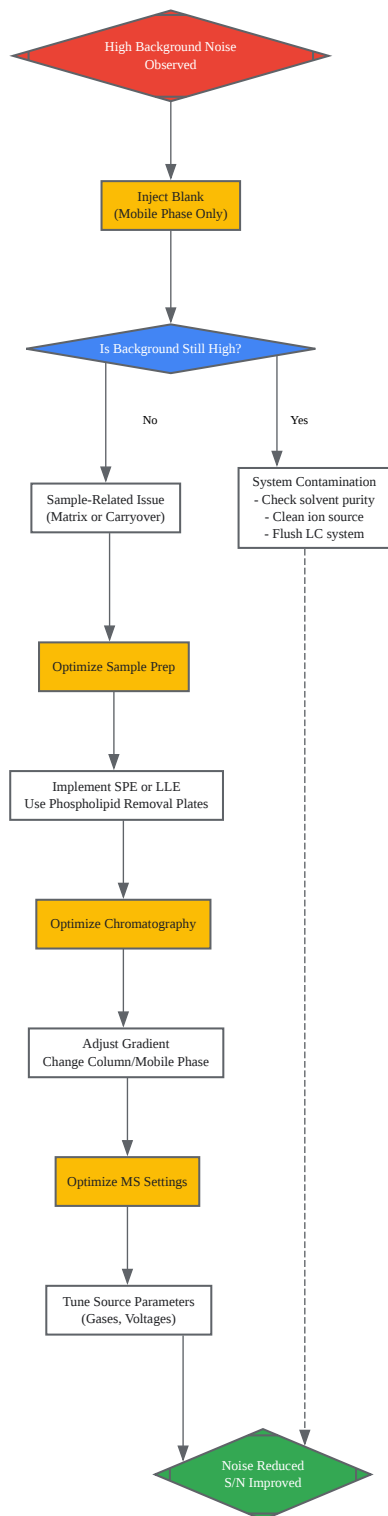 High Background Noise
Observed
Inject Blank
(Mobile Phase Only)
Is Background Still High?
No
Yes
Sample-Related Issue
(Matrix or Carryover)
System Contamination
- Check solvent purity
- Clean ion source
- Flush LC system
Optimize Sample Prep
Implement SPE or LLE
Use Phospholipid Removal Plates
Optimize Chromatography
Adjust Gradient
Change Column/Mobile Phase
Optimize MS Settings
Tune Source Parameters
(Gases, Voltages)
Noise Reduced
S/N Improved